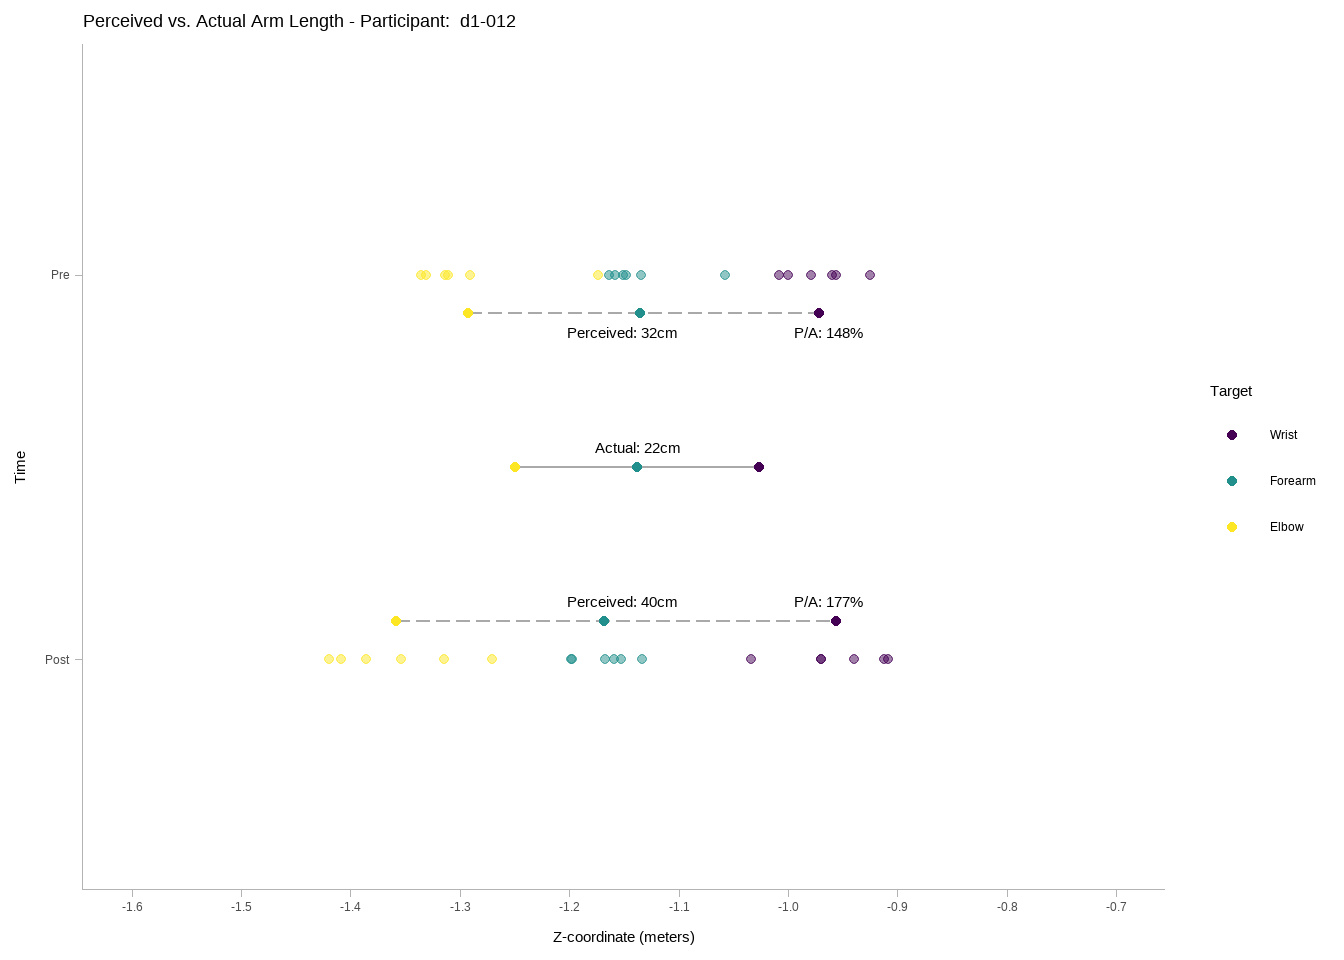 Perceived vs. Actual Arm Length - Participant:  d1-012
Pre
Perceived: 32cm
P/A: 148%
Actual: 22cm
Time
Perceived: 40cm
P/A: 177%
Post
Target
Wrist
Forearm
Elbow
-1.6
-1.5
-1.4
-1.3
-1.2
-1.1
-1.0
-0.9
-0.8
-0.7
Z-coordinate (meters)